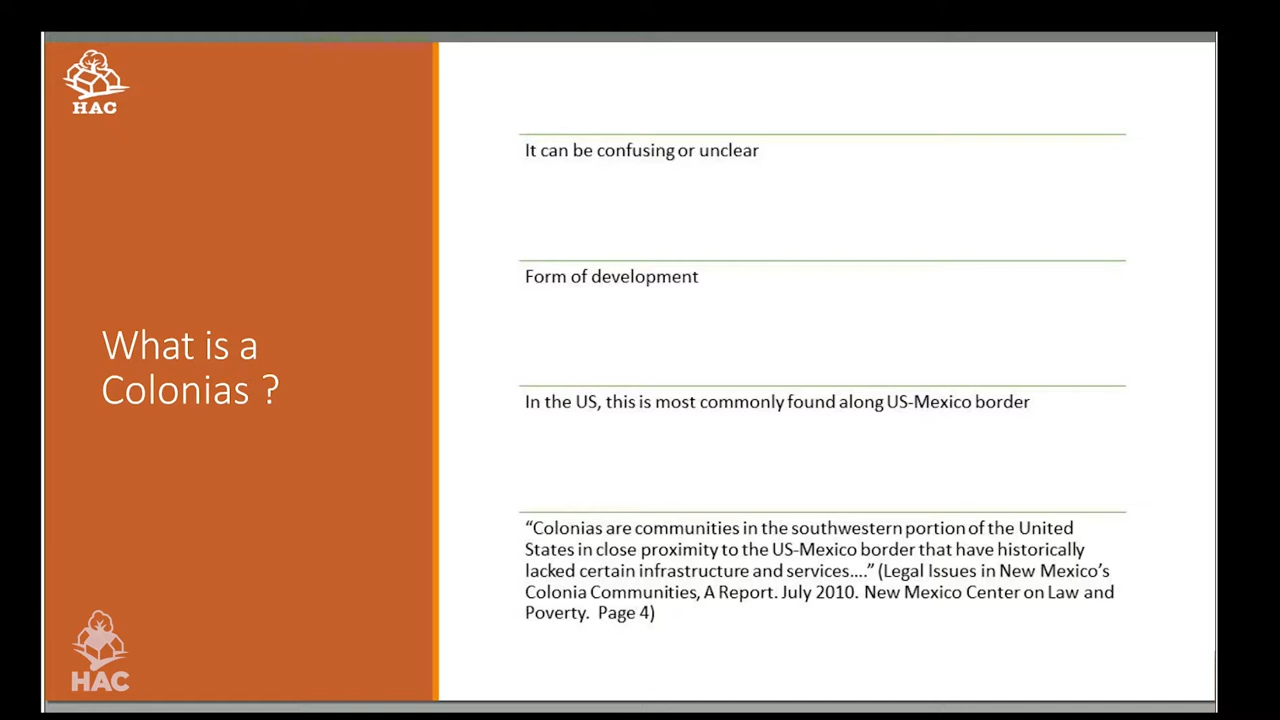 HAC
What is a
Colonias ?
HAC
It can be confusing or unclear
Form of development
In the US, this is most commonly found along US-Mexico border
“Colonias are communities in the southwestern portion of the United
States in close proximity to the US-Mexico border that have historically
lacked certain infrastructure and services....” (Legal Issues in New Mexico’s
Colonia Communities, A Report. July 2010. New Mexico Center on Law and
Poverty. Page 4)